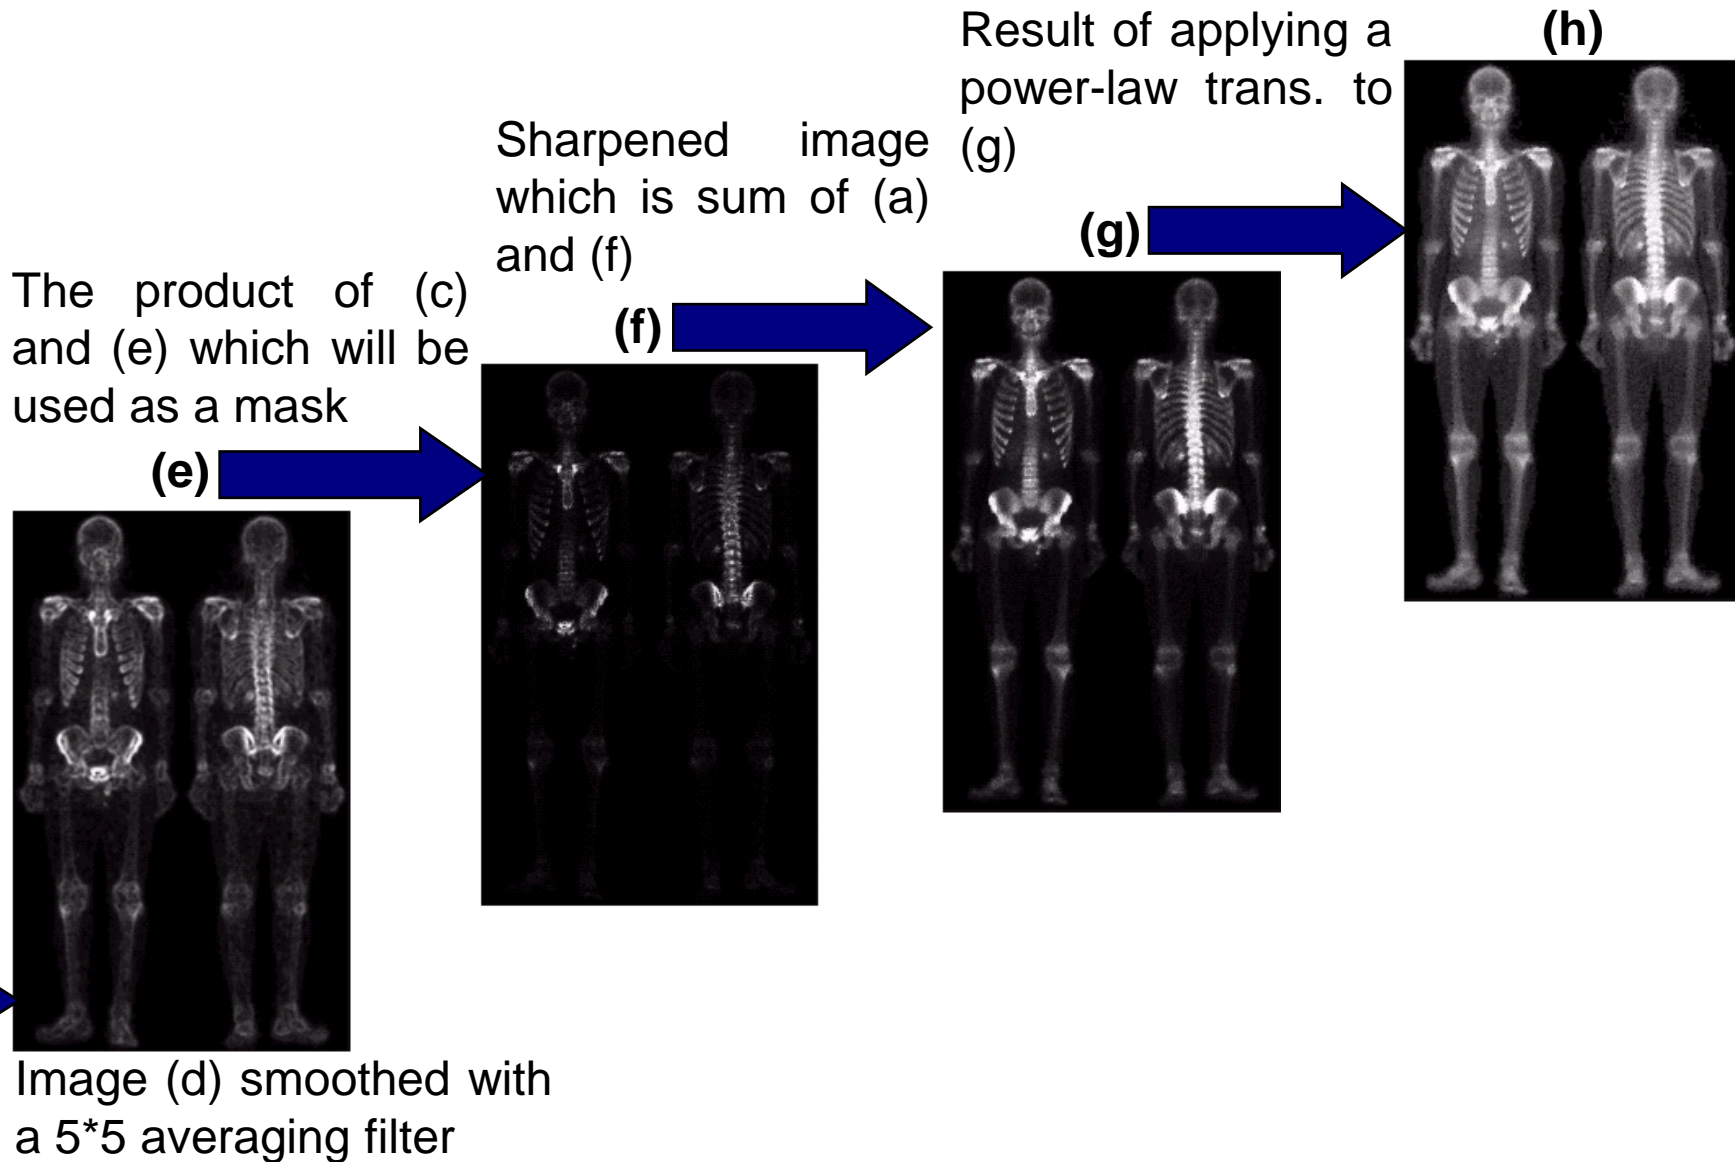 Result of applying a
power-law trans. to
(g)
(h)
Sharpened image
which is sum of (a)
and (f)
(g)
The product of (c)
and (e) which will be
used as a mask
(f)
(e)
Image (d) smoothed with
a 5*5 averaging filter